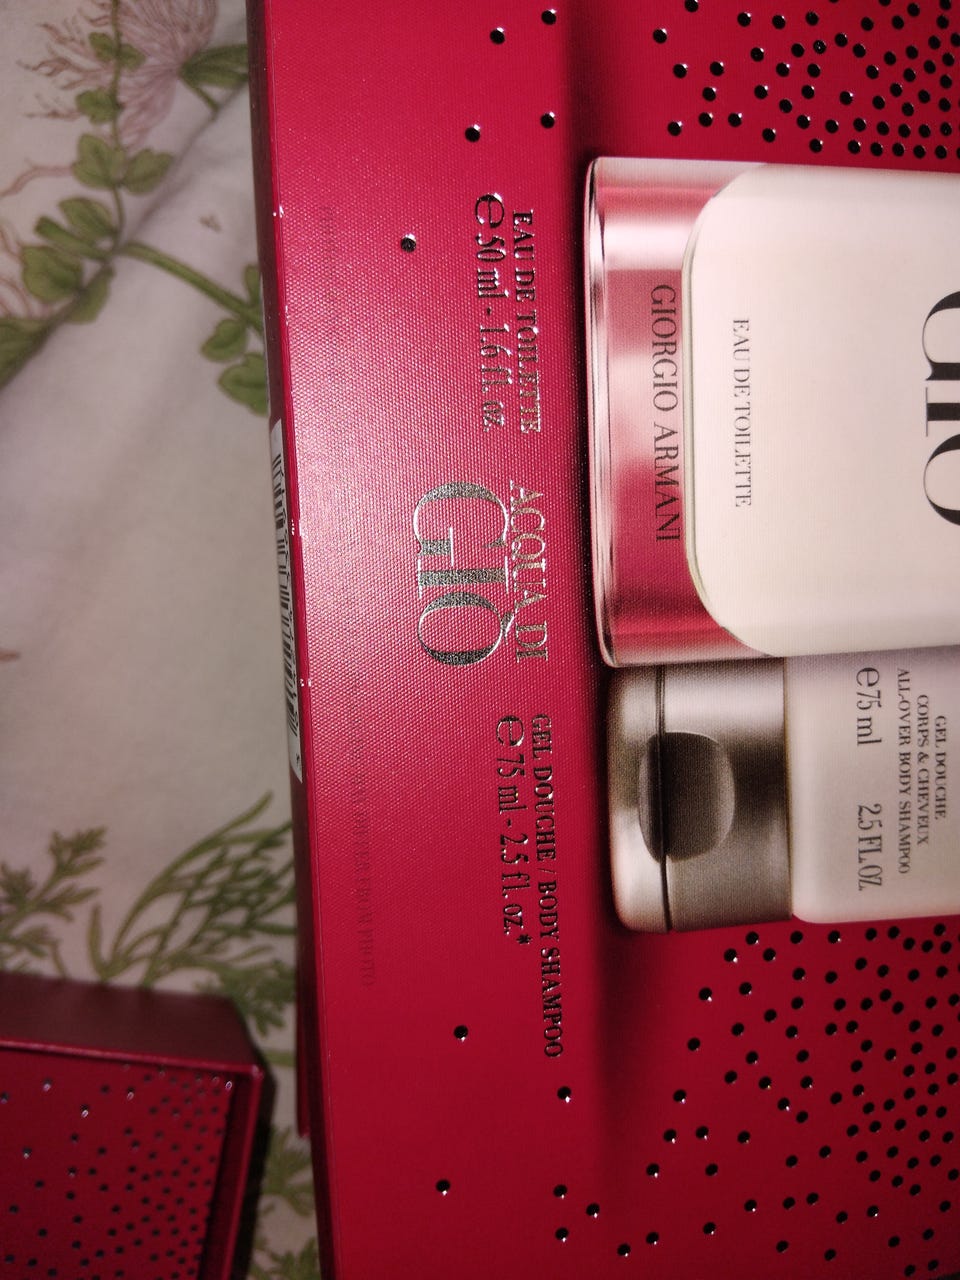 GIO
EAU DE TOILETTE
GIORGIO ARMANI
GEL DOUCHE
CORPS & CHEVEUX
ALL-OVER BODY SHAMPOO
℮75 ml 2.5 FL.OZ.
EAU DE TOILETTE
℮50 ml - 1.6 fl. oz
ACQUA DI
GIÒ
GEL DOUCHE / BODY SHAMPOO
℮75 ml - 2.5 fl. oz.*